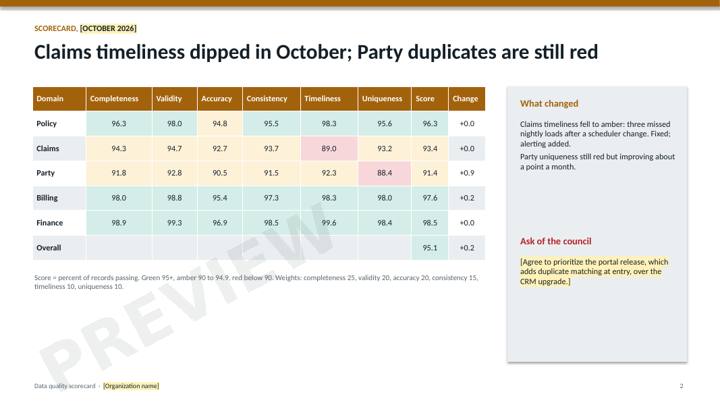 SCORECARD, [OCTOBER 2026]
Claims timeliness dipped in October; Party duplicates are still red
Domain Completeness Validity Accuracy Consistency Timeliness Uniqueness Score Change
Policy 96.3 98.0 94.8 95.5 98.3 95.6 96.3 +0.0
Claims 94.3 94.7 92.7 93.7 89.0 93.2 93.4 +0.0
Party 91.8 92.8 90.5 91.5 92.3 88.4 91.4 +0.9
Billing 98.0 98.8 95.4 97.3 98.3 98.0 97.6 +0.2
Finance 98.9 99.3 96.9 98.5 99.6 98.4 98.5 +0.0
Overall 95.1 +0.2
Score = percent of records passing. Green 95+, amber 90 to 94.9, red below 90. Weights: completeness 25, validity 20, accuracy 20, consistency 15,
timeliness 10, uniqueness 10.
What changed
Claims timeliness fell to amber: three missed
nightly loads after a scheduler change. Fixed;
alerting added.
Party uniqueness still red but improving about
a point a month.
Ask of the council
[Agree to prioritize the portal release, which
adds duplicate matching at entry, over the
CRM upgrade.]
PREVIEW
Data quality scorecard · [Organization name]
2